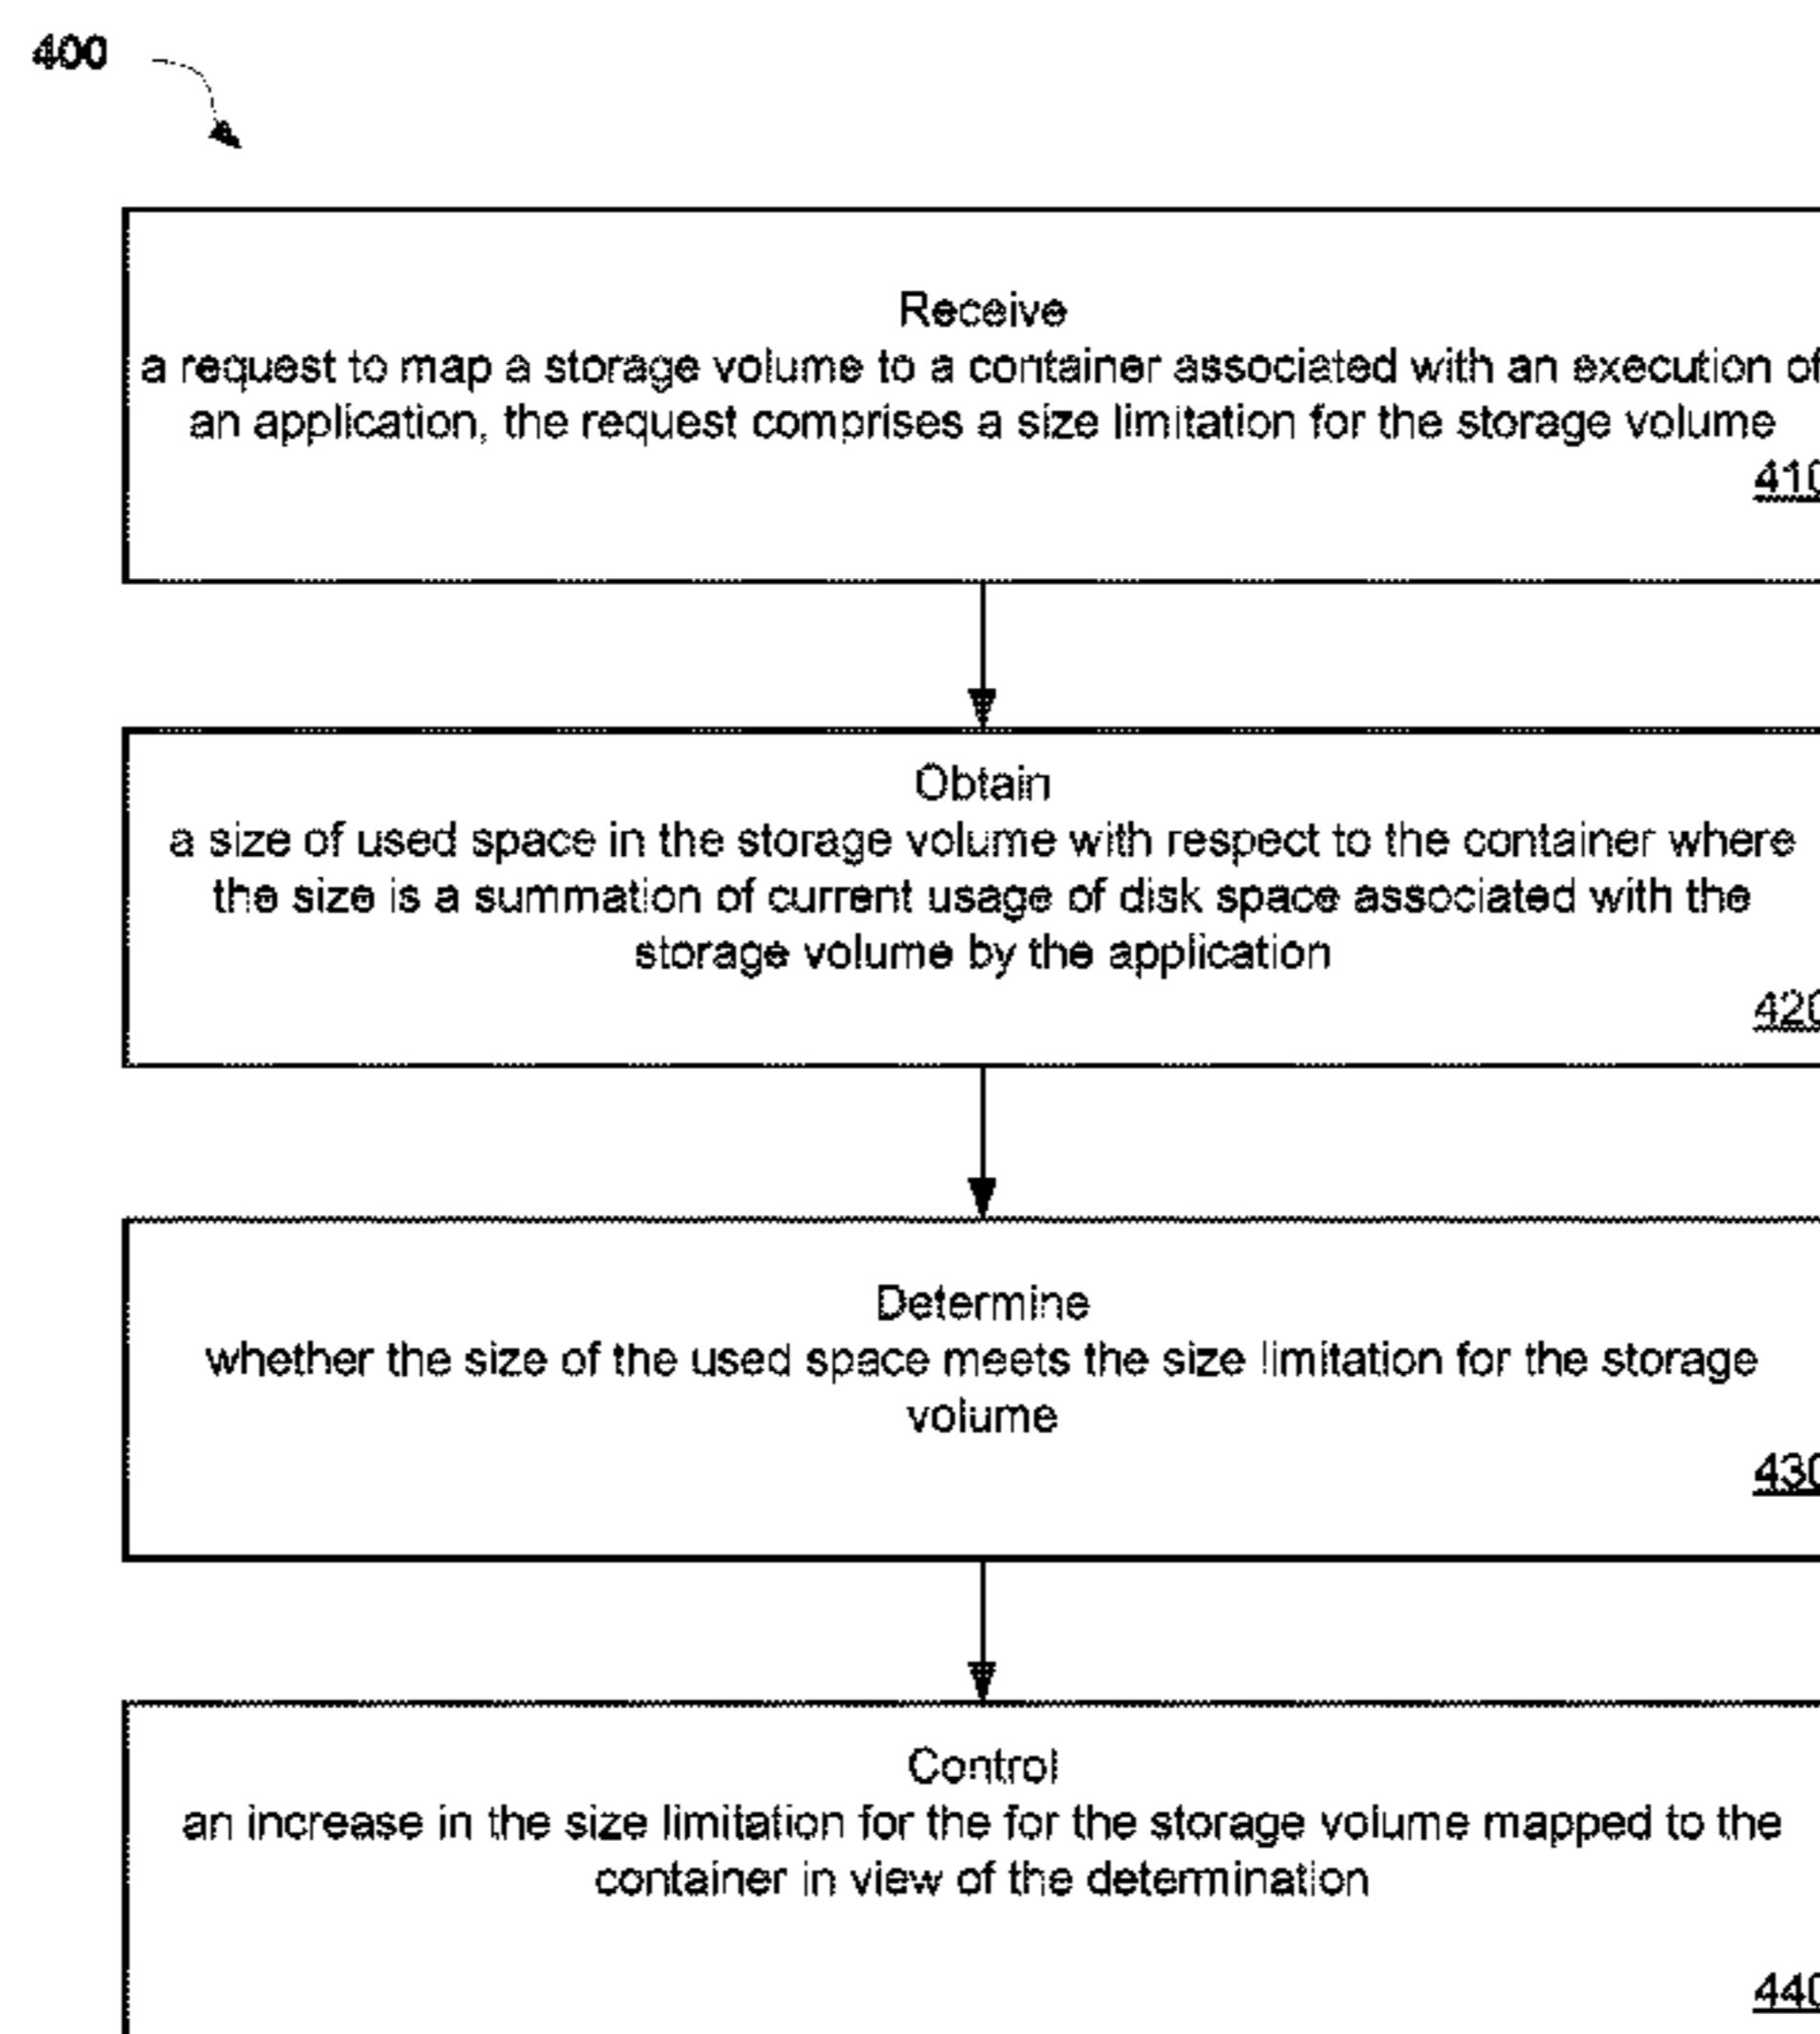 400
Receive
a request to map a storage volume to a container associated with an execution of
an application, the request comprises a size limitation for the storage volume
410
Obtain
a size of used space in the storage volume with respect to the container where
the size is a summation of current usage of disk space associated with the
storage volume by the application
420
Determine
whether the size of the used space meets the size limitation for the storage
volume
430
Control
an increase in the size limitation for the for the storage volume mapped to the
container in view of the determination
440